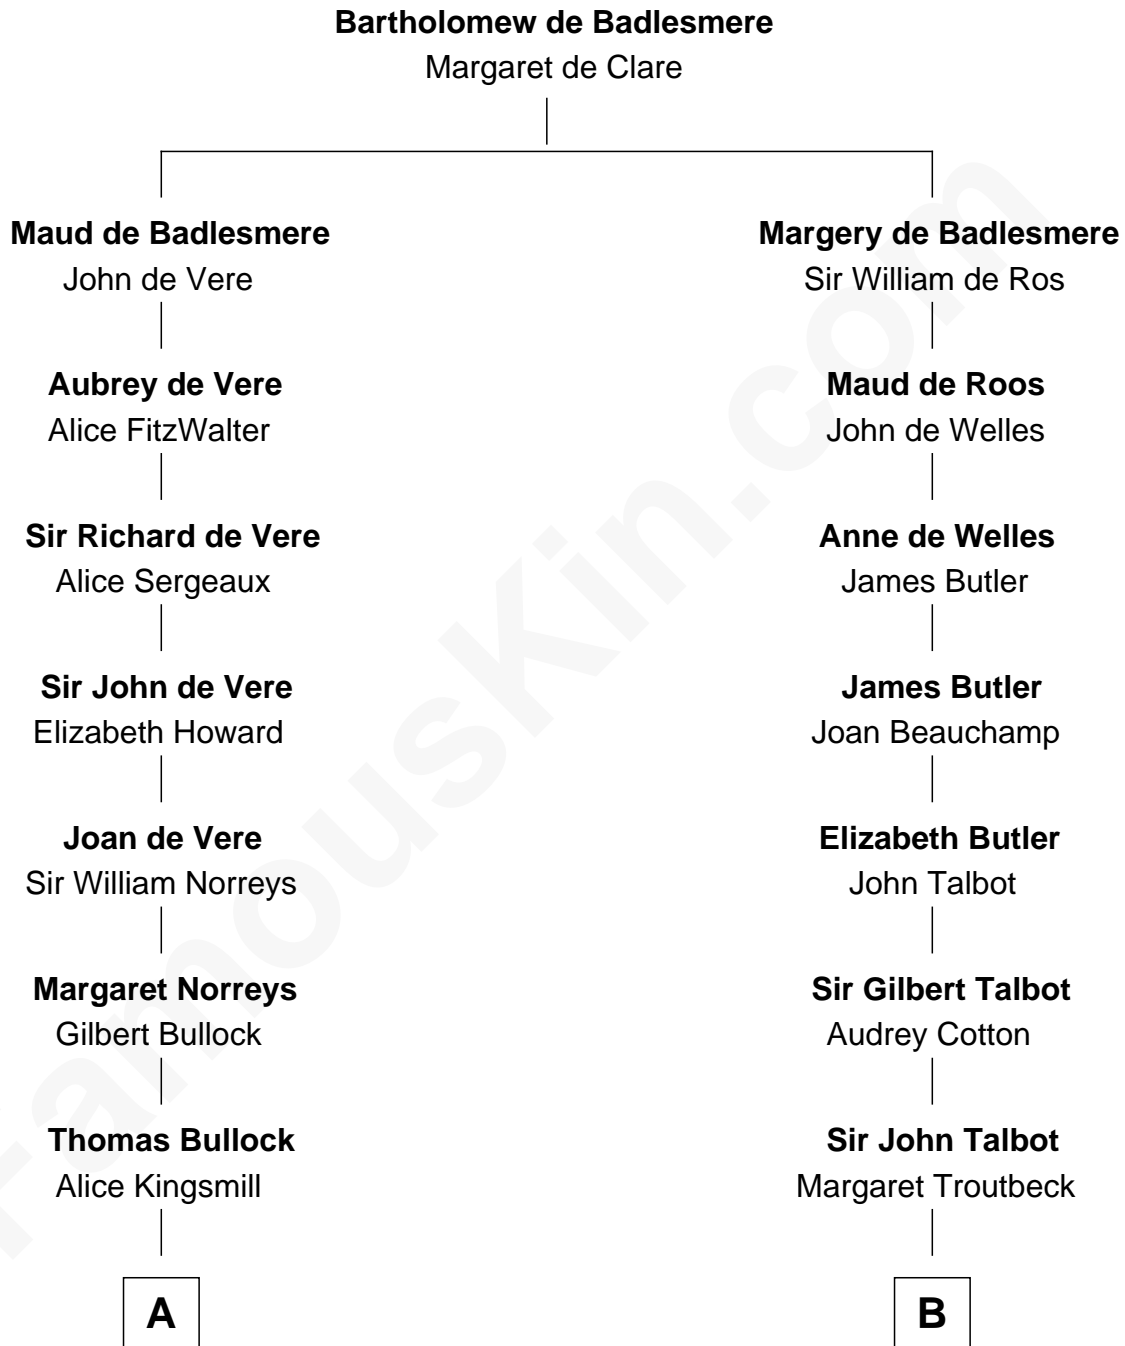 Bartholomew de Badlesmere
Margaret de Clare
Maud de Badlesmere
John de Vere
Aubrey de Vere
Alice FitzWalter
Sir Richard de Vere
Alice Sergeaux
Sir John de Vere
Elizabeth Howard
Joan de Vere
Sir William Norreys
Margaret Norreys
Gilbert Bullock
Thomas Bullock
Alice Kingsmill
A
Margery de Badlesmere
Sir William de Ros
Maud de Roos
John de Welles
Anne de Welles
James Butler
James Butler
Joan Beauchamp
Elizabeth Butler
John Talbot
Sir Gilbert Talbot
Audrey Cotton
Sir John Talbot
Margaret Troutbeck
B
FamousKin.com